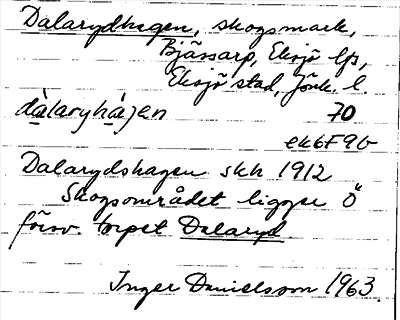 Dalarydhagen, skogsmark,
Bjässarp, Eksjö lfs,
Eksjö stad, Jönk. l.
dàlaryhàgen 70
ek6F9b
Dalarydshagen skh 1912
Skogsområdet ligger Ö
försv. torpet Dalaryd.
Inger Danielsson 1963.